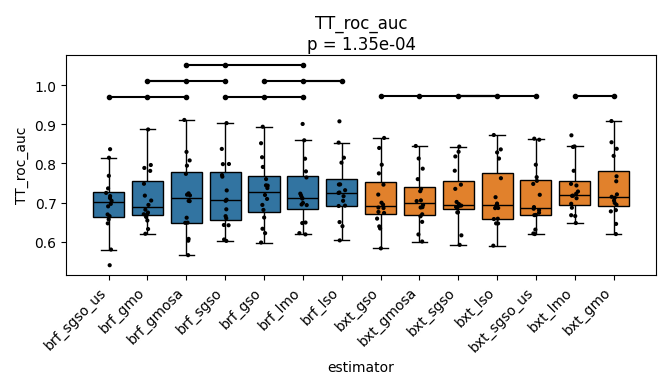 TT_roc_auc
p = 1.35e-04
TT_roc_auc
1.0
0.9
0.8
0.7
0.6
brf_sgso_us
brf_gmo
brf_gmosa
brf_sgso
brf_gso
brf_lmo
brf_lso
bxt_gso
bxt_gmosa
bxt_sgso
bxt_lso
bxt_sgso_us
bxt_lmo
bxt_gmo
estimator